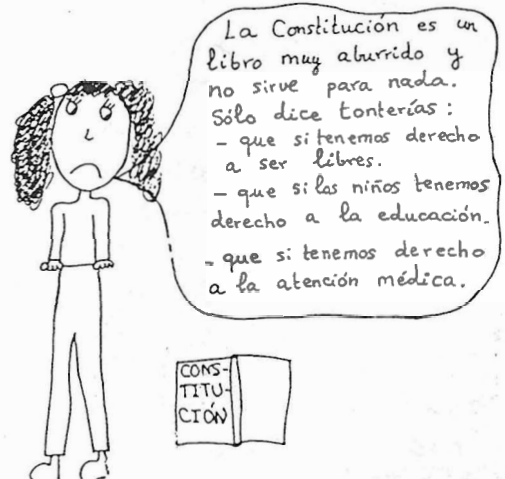 La Constitución es un
libro muy aburrido y
no sirve para nada.
Sólo dice tonterías :
- que si tenemos derecho
a ser libres.
- que si los niños tenemos
derecho a la educación.
- que si tenemos derecho
a la atención médica.
CONS-
TITU-
CIÓN